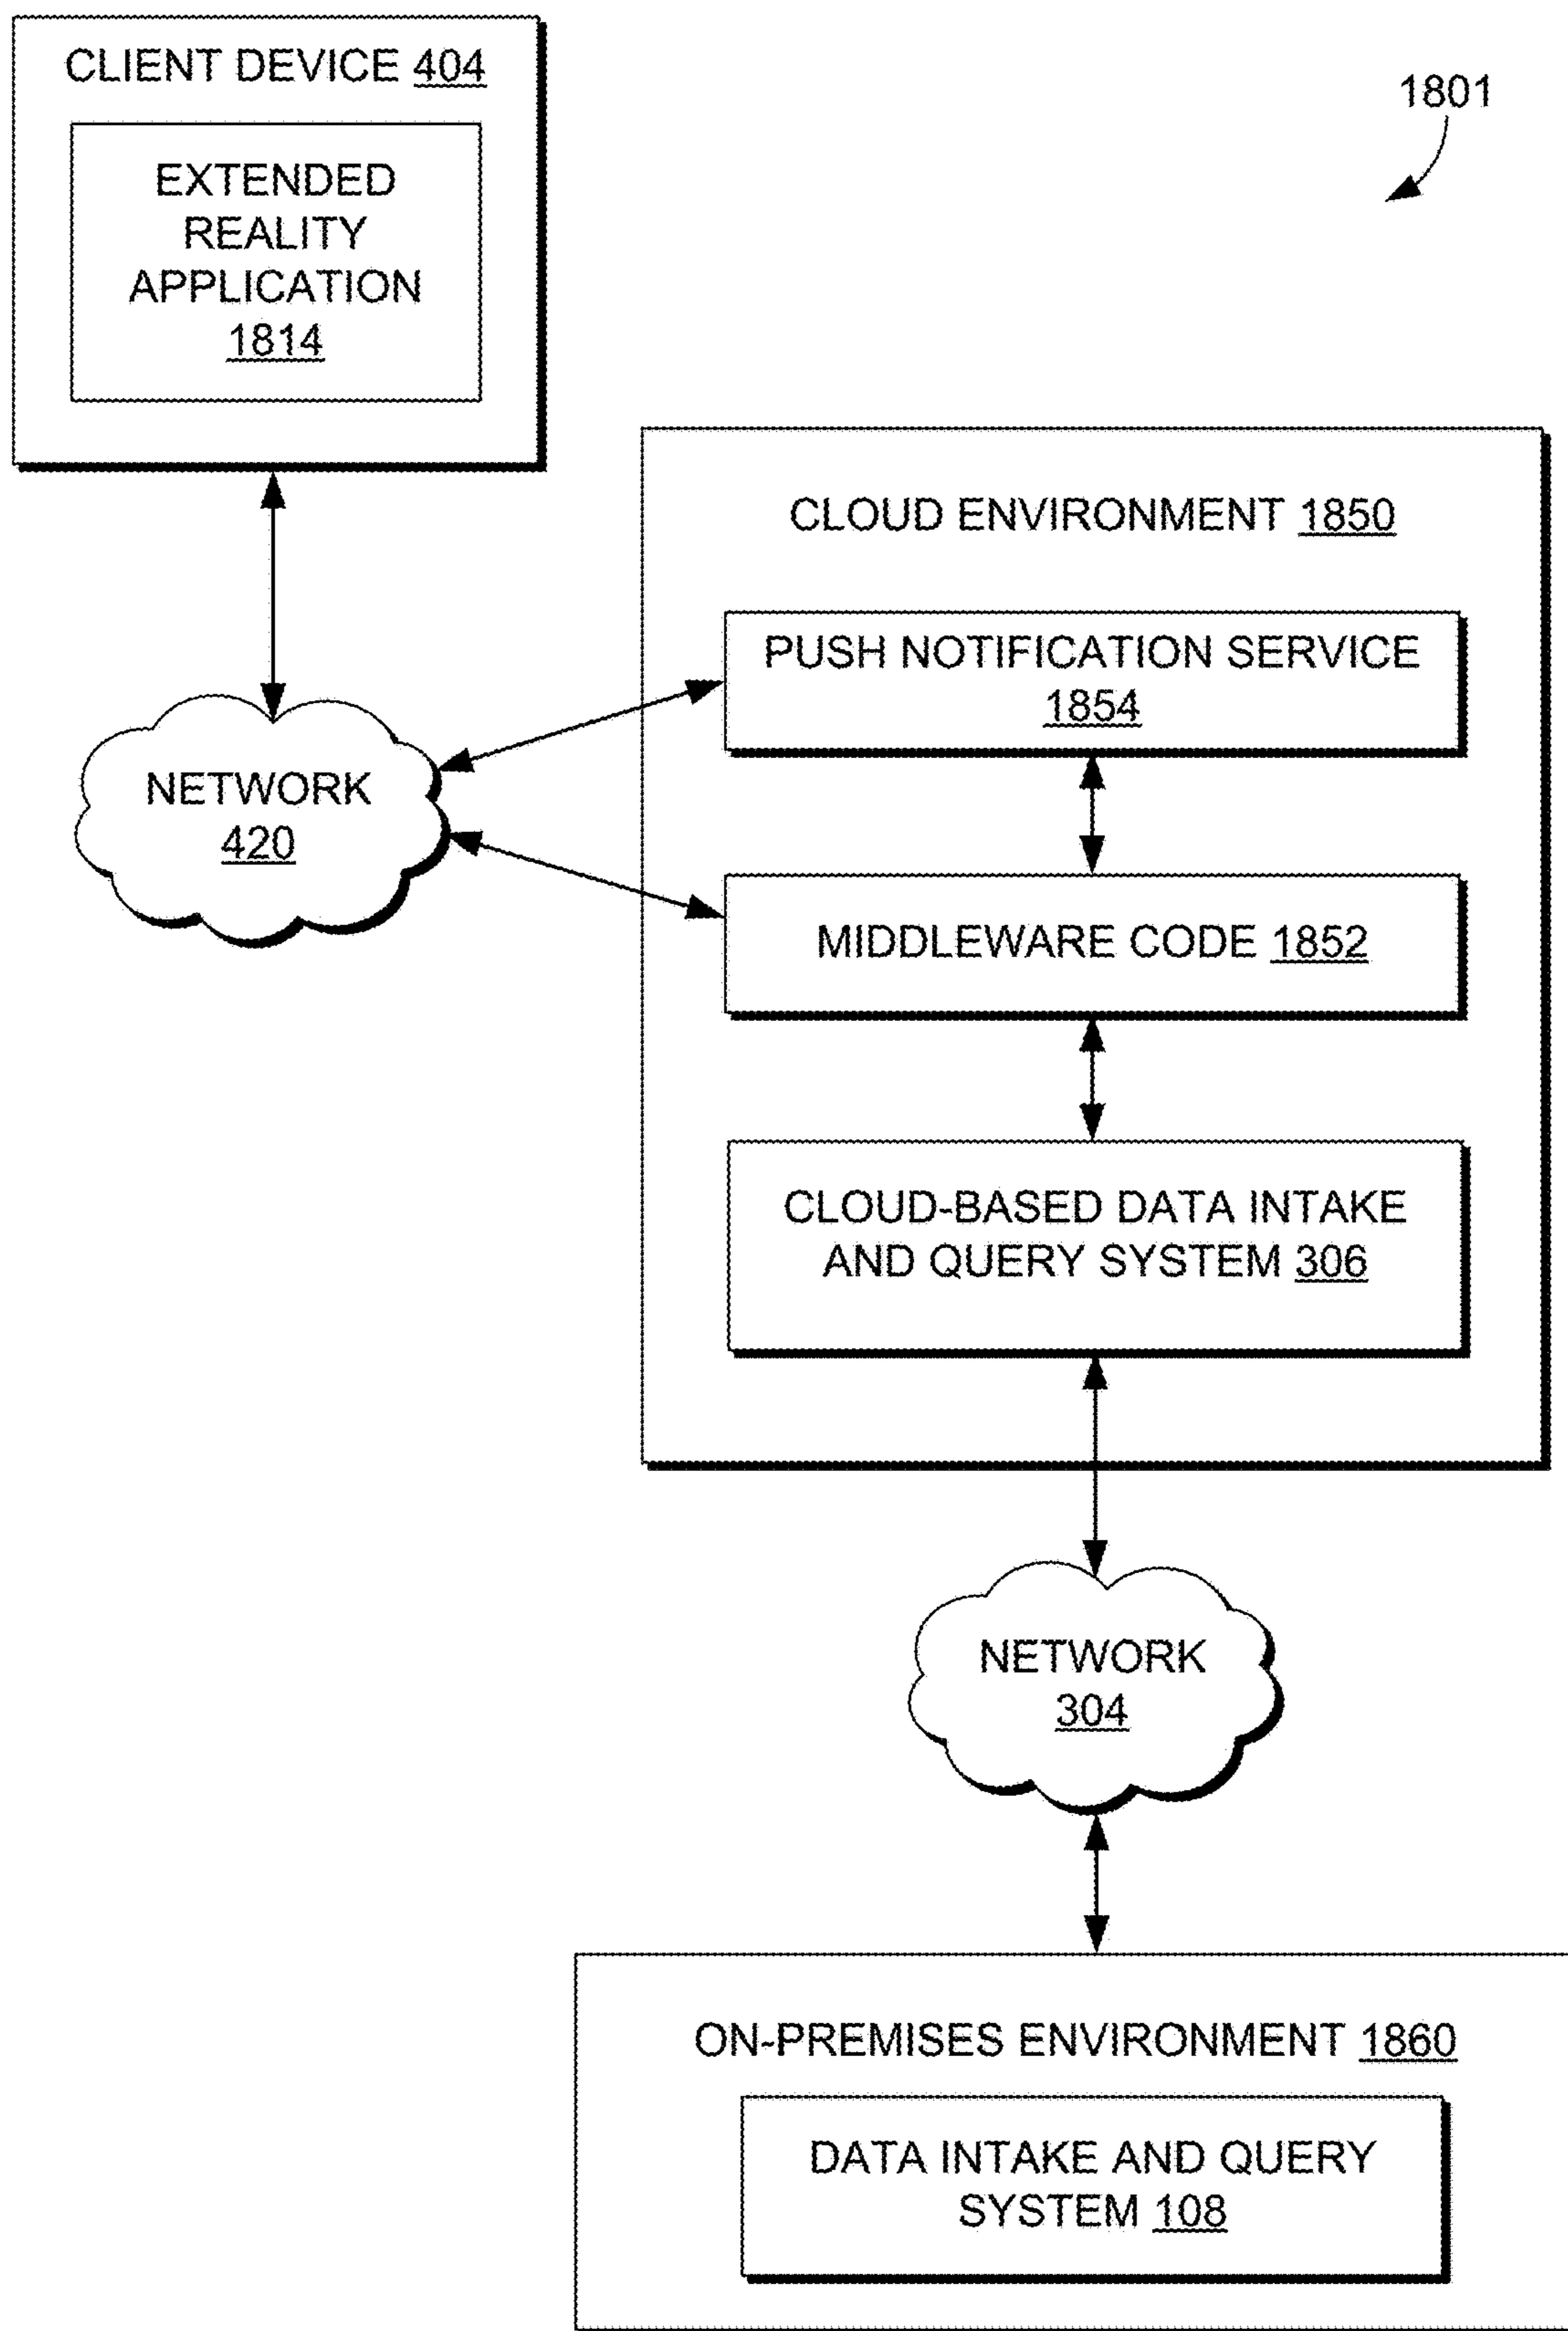 CLIENT DEVICE 404
EXTENDED
REALITY
APPLICATION
1814
1801
CLOUD ENVIRONMENT 1850
PUSH NOTIFICATION SERVICE
1854
NETWORK
420
MIDDLEWARE CODE 1852
CLOUD-BASED DATA INTAKE
AND QUERY SYSTEM 306
NETWORK
304
ON-PREMISES ENVIRONMENT 1860
DATA INTAKE AND QUERY
SYSTEM 108